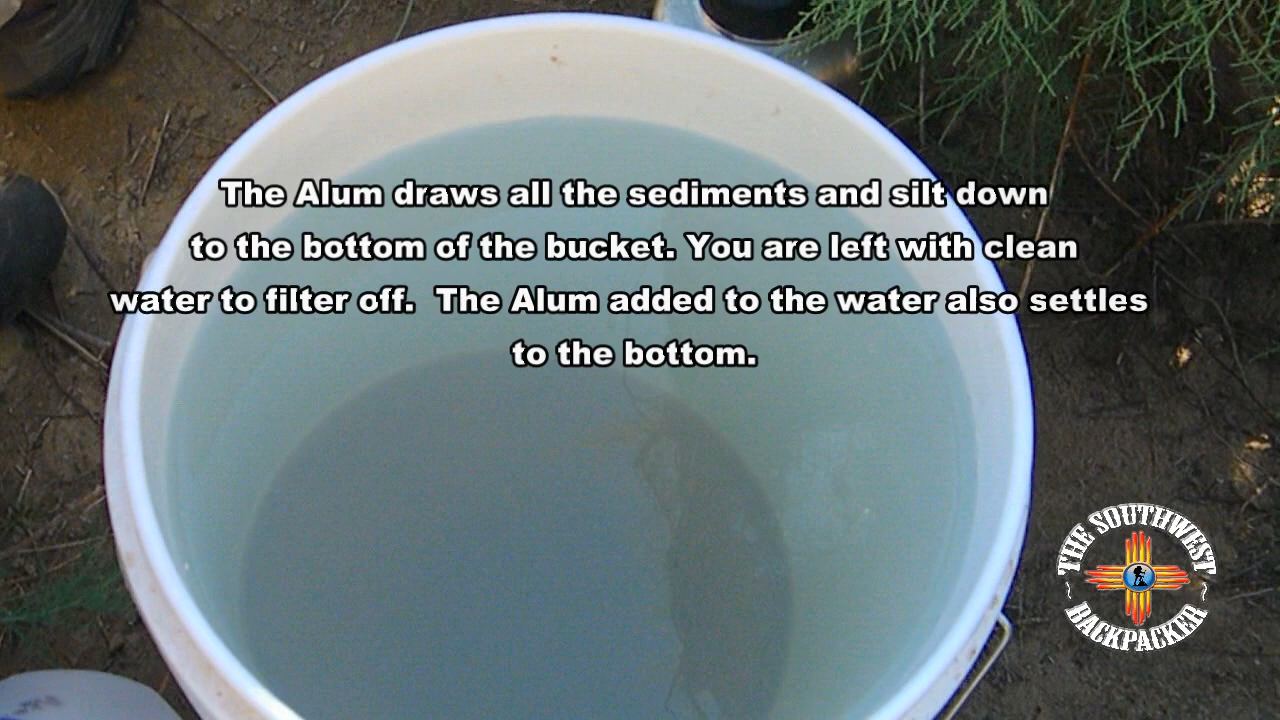 The Alum draws all the sediments and silt down
to the bottom of the bucket. You are left with clean
water to filter off.  The Alum added to the water also settles
to the bottom.
THE SOUTHWEST
~ BACKPACKER ~